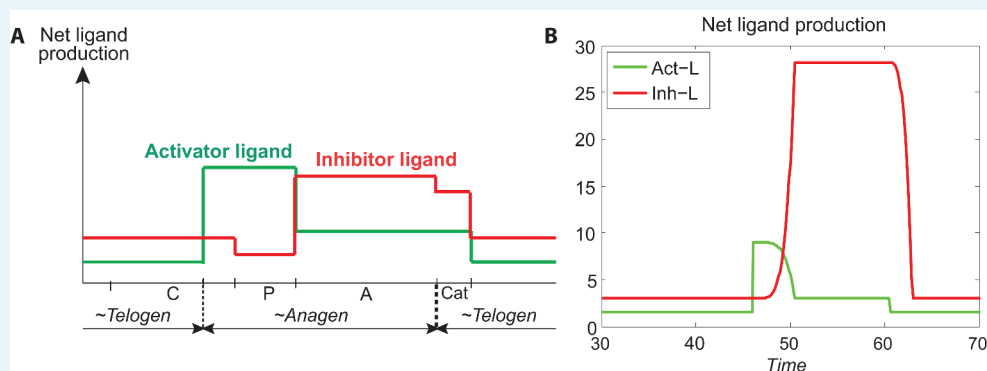 A
Net ligand
production
Activator ligand
Inhibitor ligand
C
P
A
Cat
~Telogen
~Anagen
~Telogen
B
Net ligand production
30
25
20
15
10
5
0
Act-L
Inh-L
30
40
50
60
70
Time